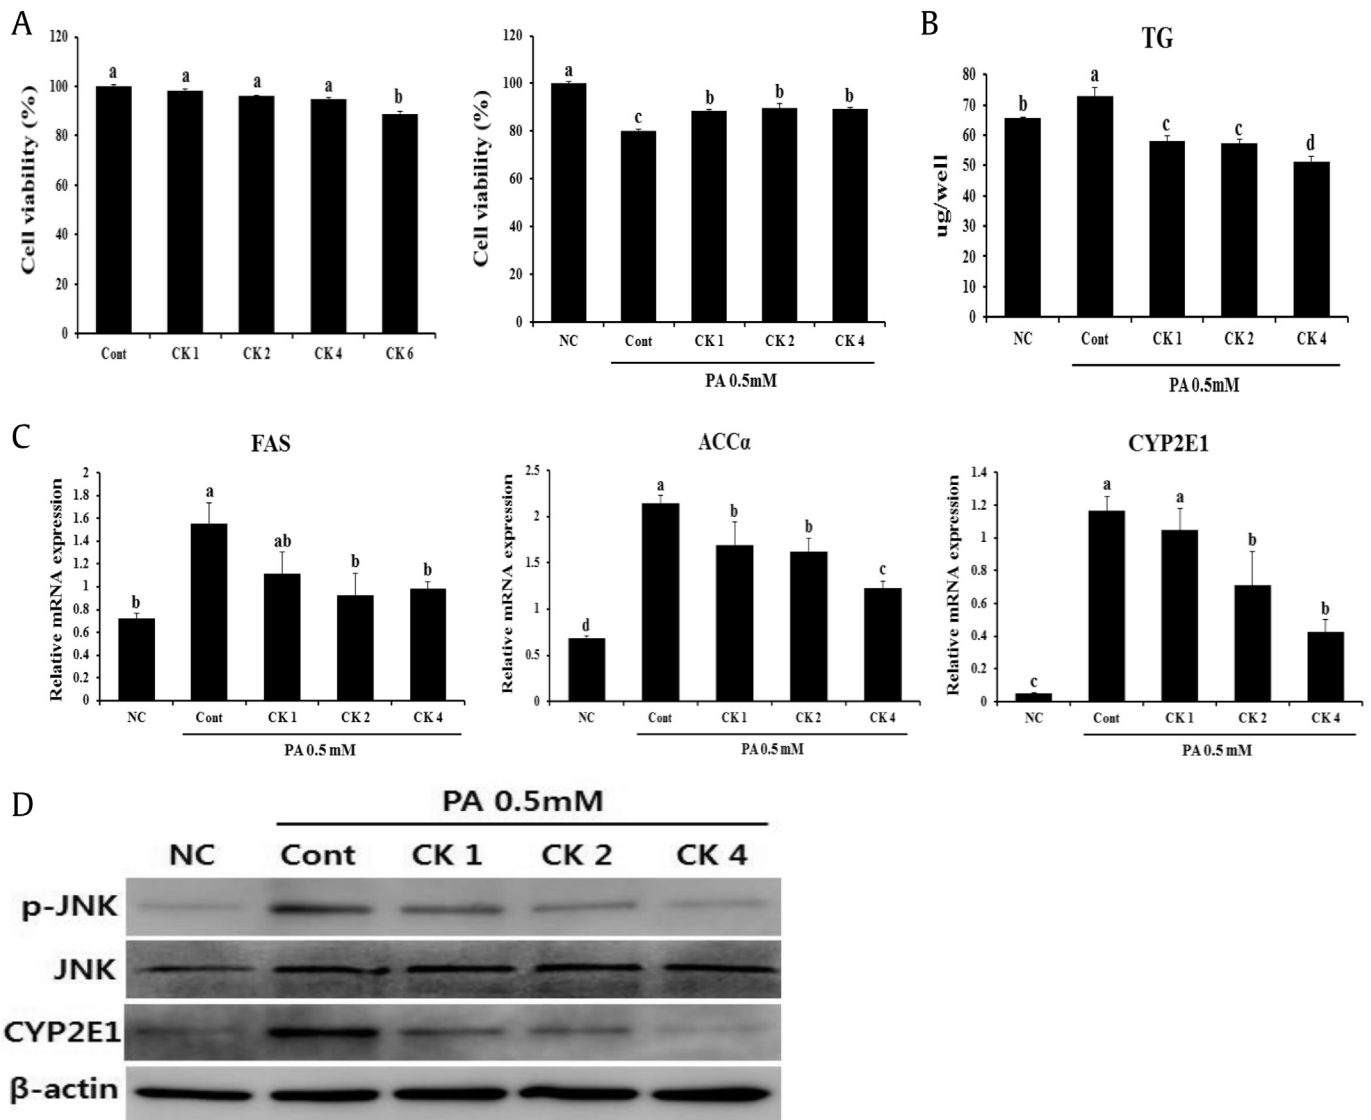 A
Cell viability (%)
120
100
80
60
40
20
0
a
a
a
a
b
Cont
CK 1
CK 2
CK 4
CK 6
Cell viability (%)
120
100
80
60
40
20
0
a
c
b
b
b
NC
Cont
CK 1
CK 2
CK 4
PA 0.5mM
B
TG
ug/well
80
70
60
50
40
30
20
10
0
b
a
c
c
d
NC
Cont
CK 1
CK 2
CK 4
PA 0.5mM
C
FAS
Relative mRNA expression
2
1.8
1.6
1.4
1.2
1
0.8
0.6
0.4
0.2
0
b
a
ab
b
b
NC
Cont
CK 1
CK 2
CK 4
PA 0.5 mM
ACCα
Relative mRNA expression
2.5
2
1.5
1
0.5
0
d
a
b
b
c
NC
Cont
CK 1
CK 2
CK 4
PA 0.5 mM
CYP2E1
Relative mRNA expression
1.4
1.2
1
0.8
0.6
0.4
0.2
0
c
a
a
b
b
NC
Cont
CK 1
CK 2
CK 4
PA 0.5 mM
D
PA 0.5mM
NC Cont CK 1 CK 2 CK 4
p-JNK
JNK
CYP2E1
β-actin